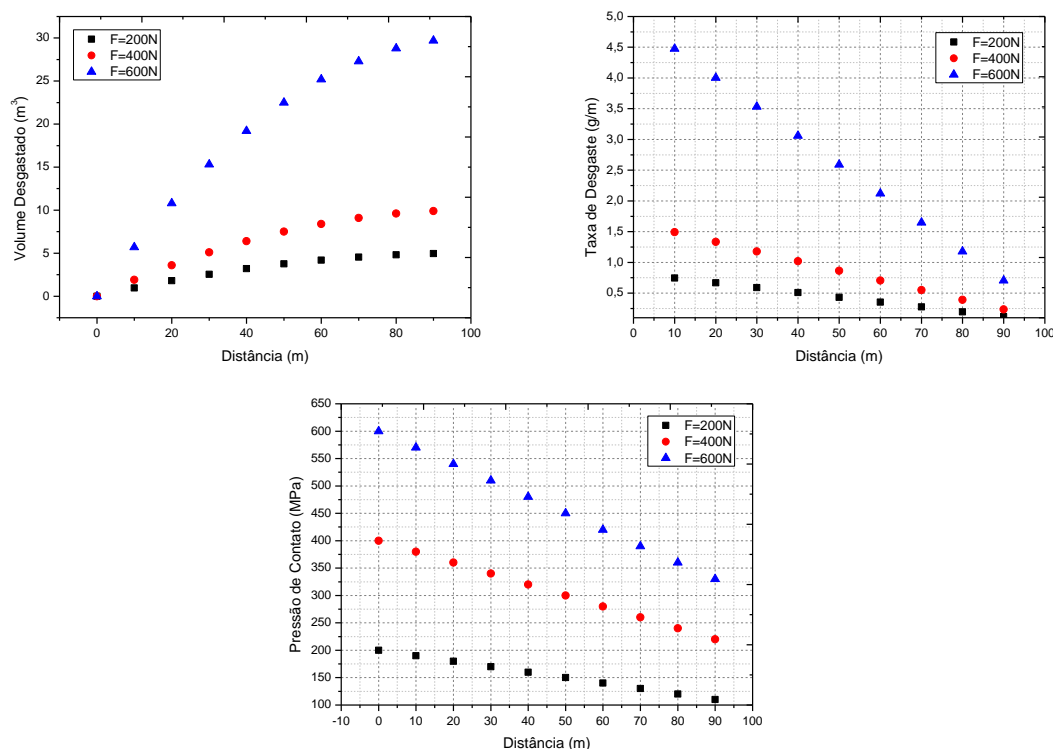 F=200N
F=400N
F=600N
Volume Desgastado (m³)
30
25
20
15
10
5
0
0 20 40 60 80 100
Distância (m)
F=200N
F=400N
F=600N
Taxa de Desgaste (g/m)
5,0
4,5
4,0
3,5
3,0
2,5
2,0
1,5
1,0
0,5
0 10 20 30 40 50 60 70 80 90 100
Distância (m)
F=200N
F=400N
F=600N
Pressão de Contato (MPa)
650
600
550
500
450
400
350
300
250
200
150
100
-10 0 10 20 30 40 50 60 70 80 90 100
Distância (m)